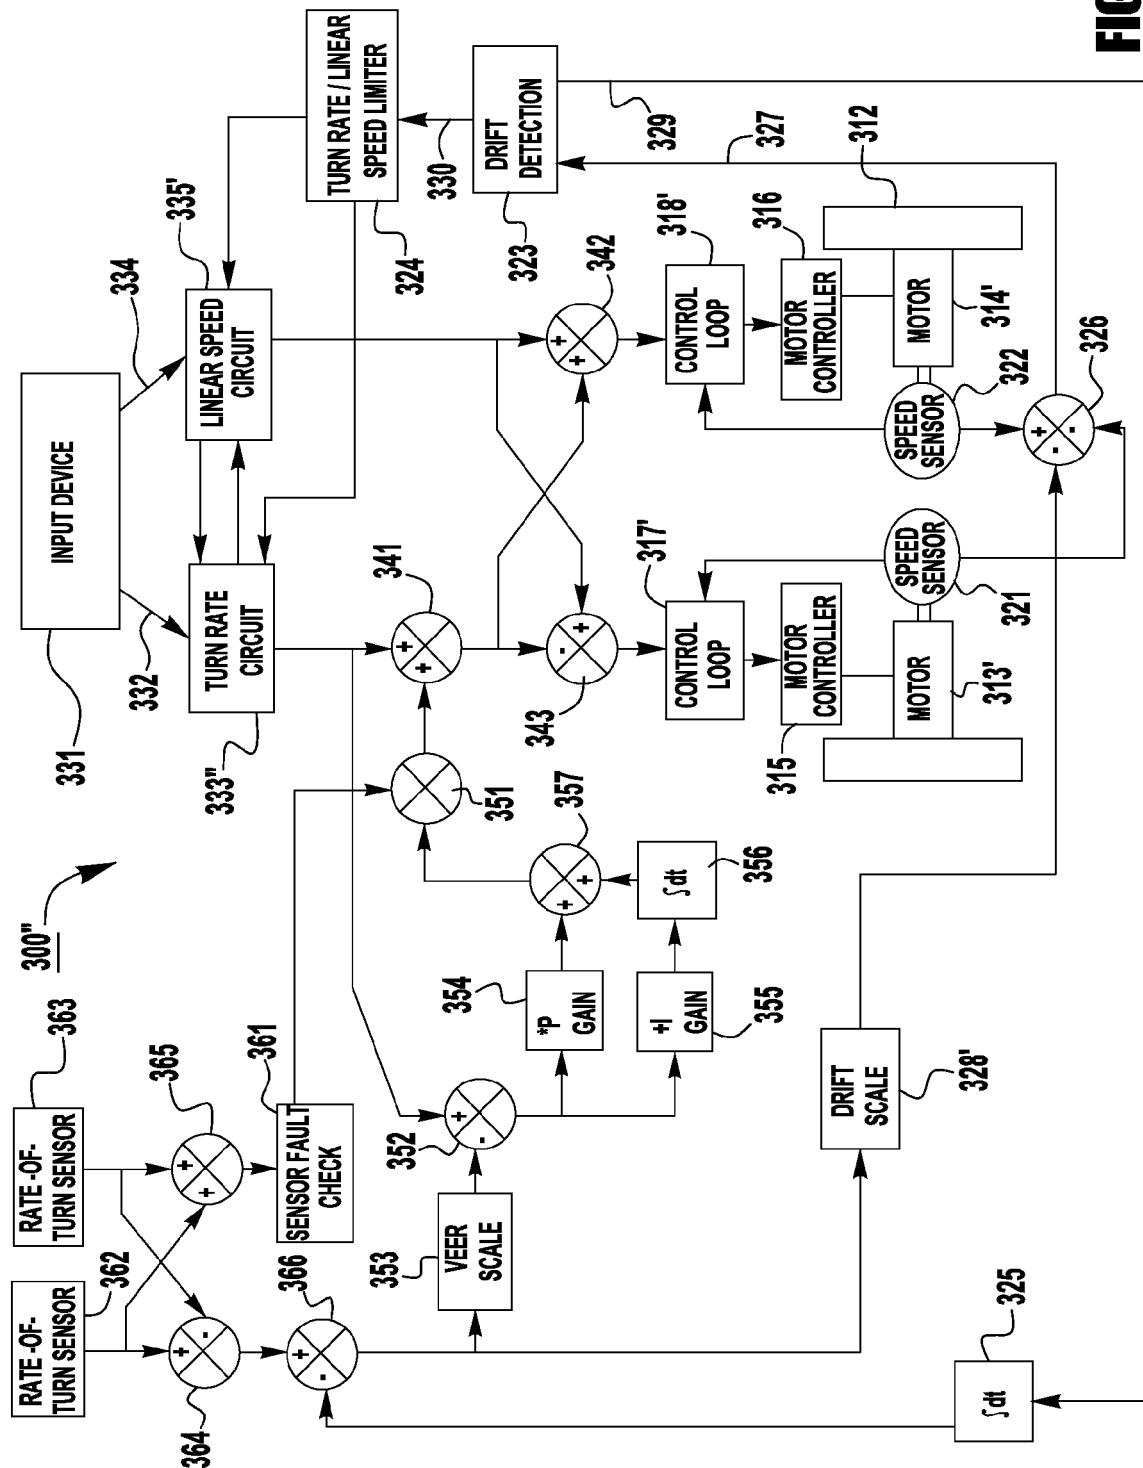 300"
331
INPUT DEVICE
332
334
333"
TURN RATE
CIRCUIT
335'
LINEAR SPEED
CIRCUIT
TURN RATE / LINEAR
SPEED LIMITER
324
330
DRIFT
DETECTION
323
329
327
363
RATE -OF-
TURN SENSOR
362
RATE -OF-
TURN SENSOR
365
+
+
364
+
-
361
SENSOR FAULT
CHECK
366
+
-
353
VEER
SCALE
352
+
-
354
*P
GAIN
355
+I
GAIN
356
∫dt
357
+
+
351
341
+
+
343
-
+
342
+
+
317'
CONTROL
LOOP
318'
CONTROL
LOOP
315
MOTOR
CONTROLLER
316
MOTOR
CONTROLLER
313'
MOTOR
314'
MOTOR
312
321
SPEED
SENSOR
322
SPEED
SENSOR
326
+
-
-
328'
DRIFT
SCALE
325
∫dt
FIG